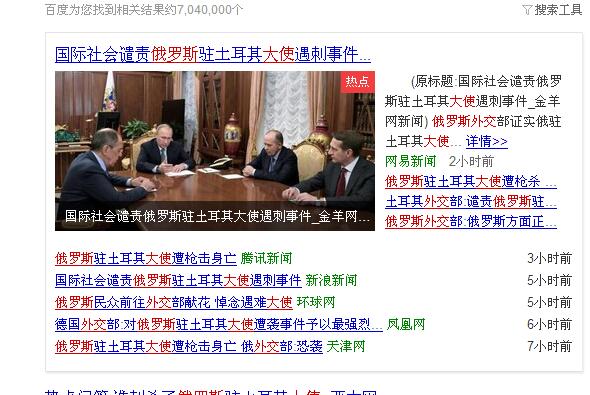 百度为您找到相关结果约7,040,000个
搜索工具
国际社会谴责俄罗斯驻土耳其大使遇刺事件...
热点
国际社会谴责俄罗斯驻土耳其大使遇刺事件_金羊网...
(原标题:国际社会谴责俄罗
斯驻土耳其大使遇刺事件_金羊
网新闻) 俄罗斯外交部证实俄驻
土耳其大使... 详情>>
网易新闻 2小时前
俄罗斯驻土耳其大使遭枪杀 ...
土耳其外交部:谴责俄罗斯驻...
俄罗斯外交部:俄罗斯方面正...
俄罗斯驻土耳其大使遭枪击身亡 腾讯新闻 3小时前
国际社会谴责俄罗斯驻土耳其大使遇刺事件 新浪新闻 5小时前
俄罗斯民众前往外交部献花 悼念遇难大使 环球网 5小时前
德国外交部:对俄罗斯驻土耳其大使遭袭事件予以最强烈... 凤凰网 6小时前
俄罗斯驻土耳其大使遭枪击身亡 俄外交部:恐袭 天津网 7小时前